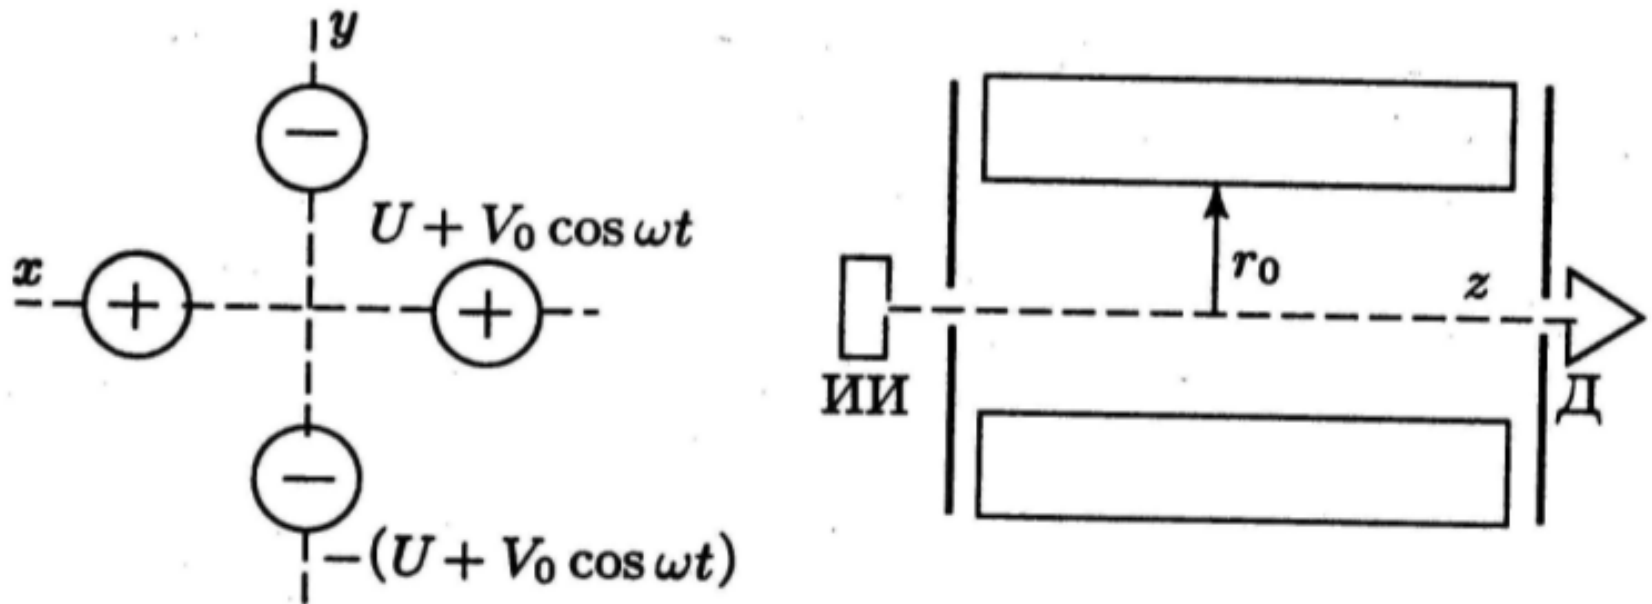 y
−
U + V₀ cos ωt
x
+
+
−
−(U + V₀ cos ωt)
r₀
z
ИИ
Д